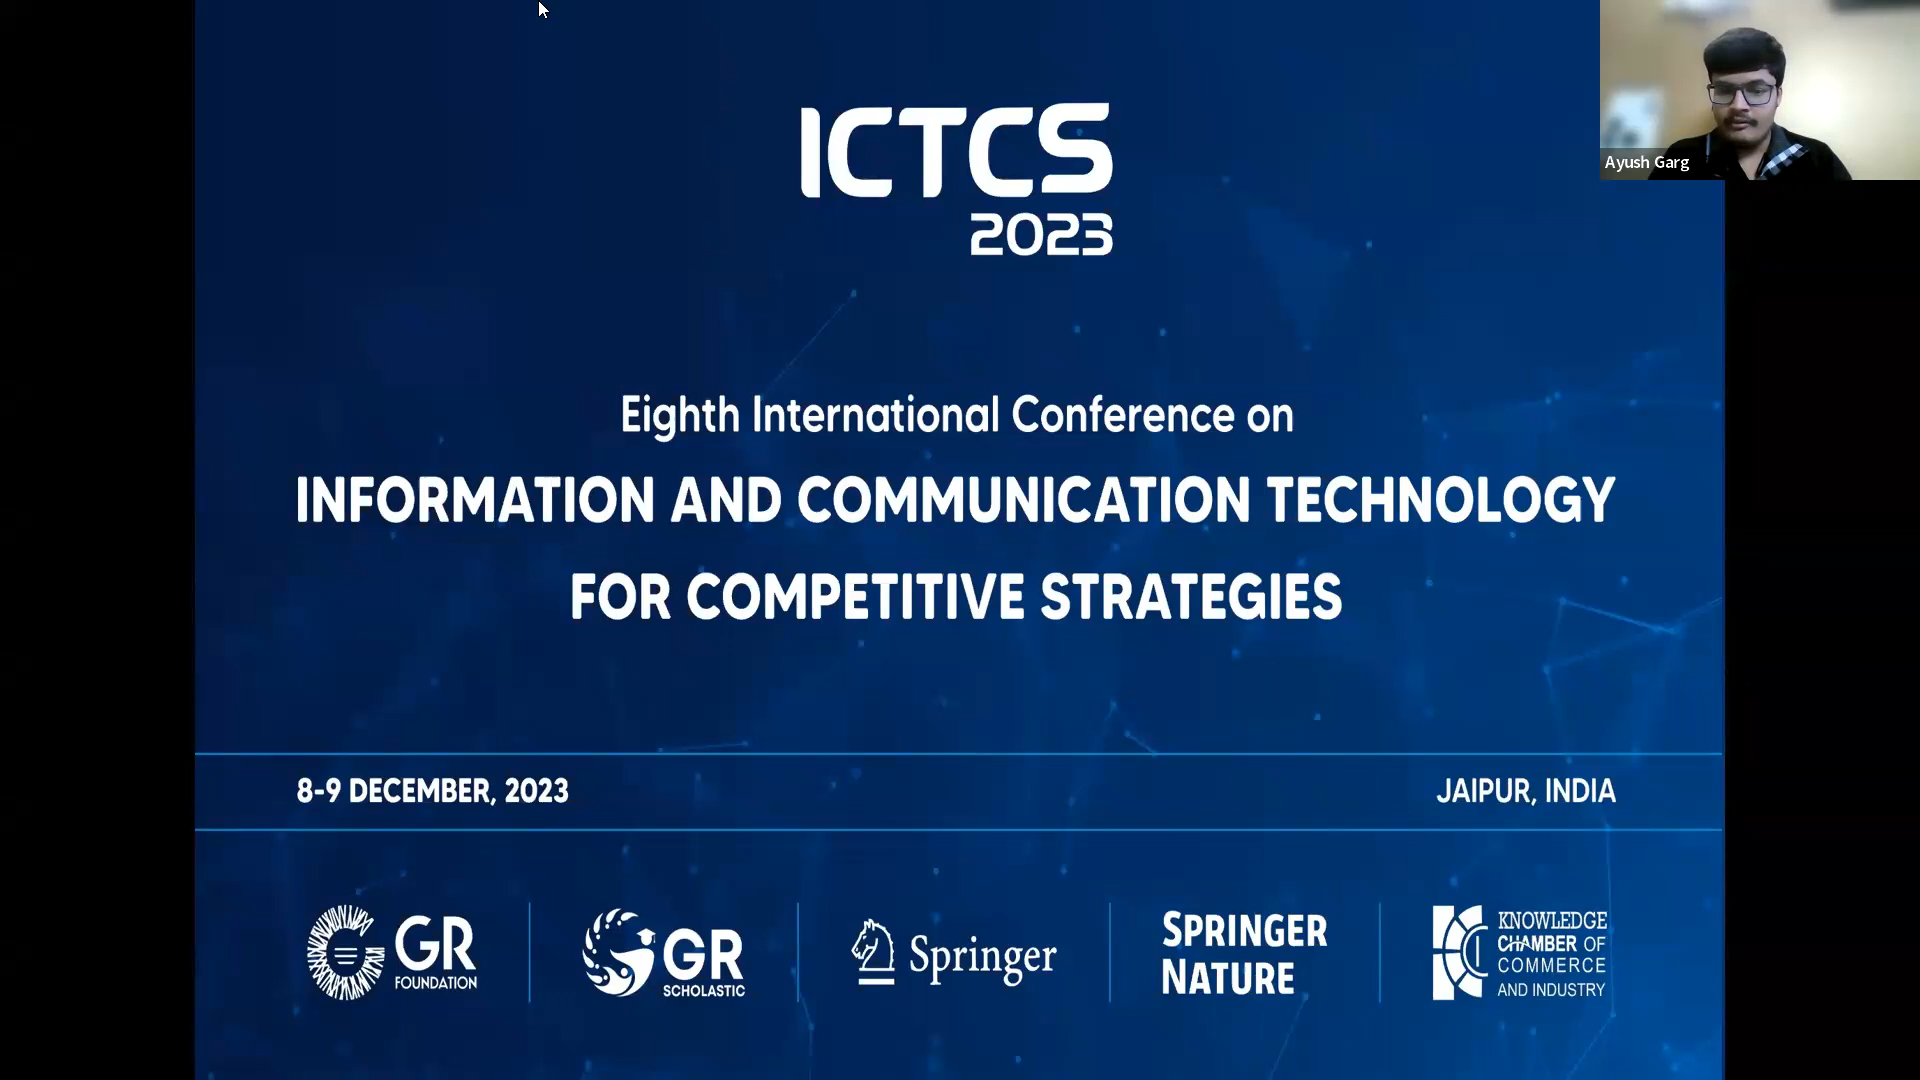 ICTCS
2023
Ayush Garg
Eighth International Conference on
INFORMATION AND COMMUNICATION TECHNOLOGY
FOR COMPETITIVE STRATEGIES
8-9 DECEMBER, 2023
JAIPUR, INDIA
GR
FOUNDATION
GR
SCHOLASTIC
Springer
SPRINGER
NATURE
KNOWLEDGE
CHAMBER OF
COMMERCE
AND INDUSTRY